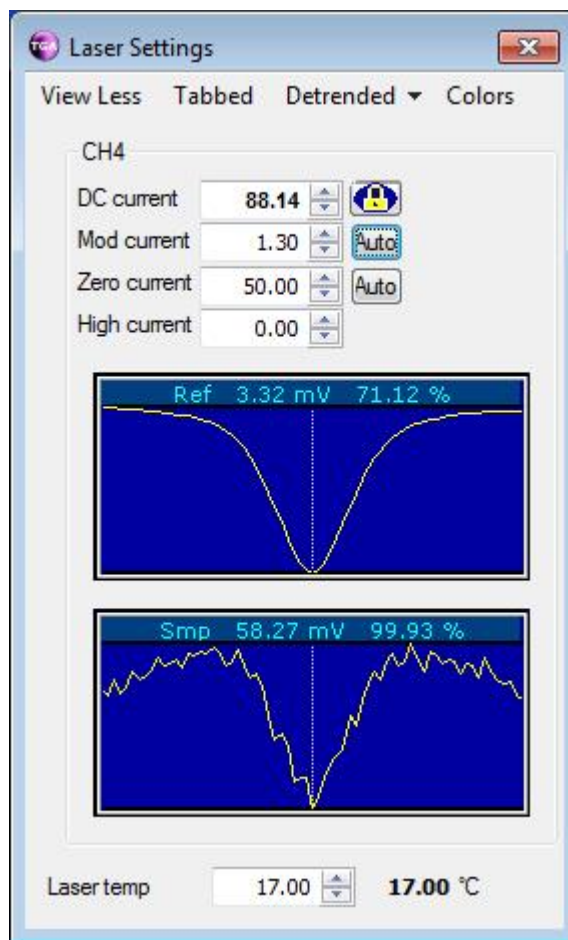 TGA Laser Settings
View Less Tabbed Detrended Colors
CH4
DC current 88.14
Mod current 1.30 Auto
Zero current 50.00 Auto
High current 0.00
Ref 3.32 mV 71.12 %
Smp 58.27 mV 99.93 %
Laser temp 17.00 17.00 °C